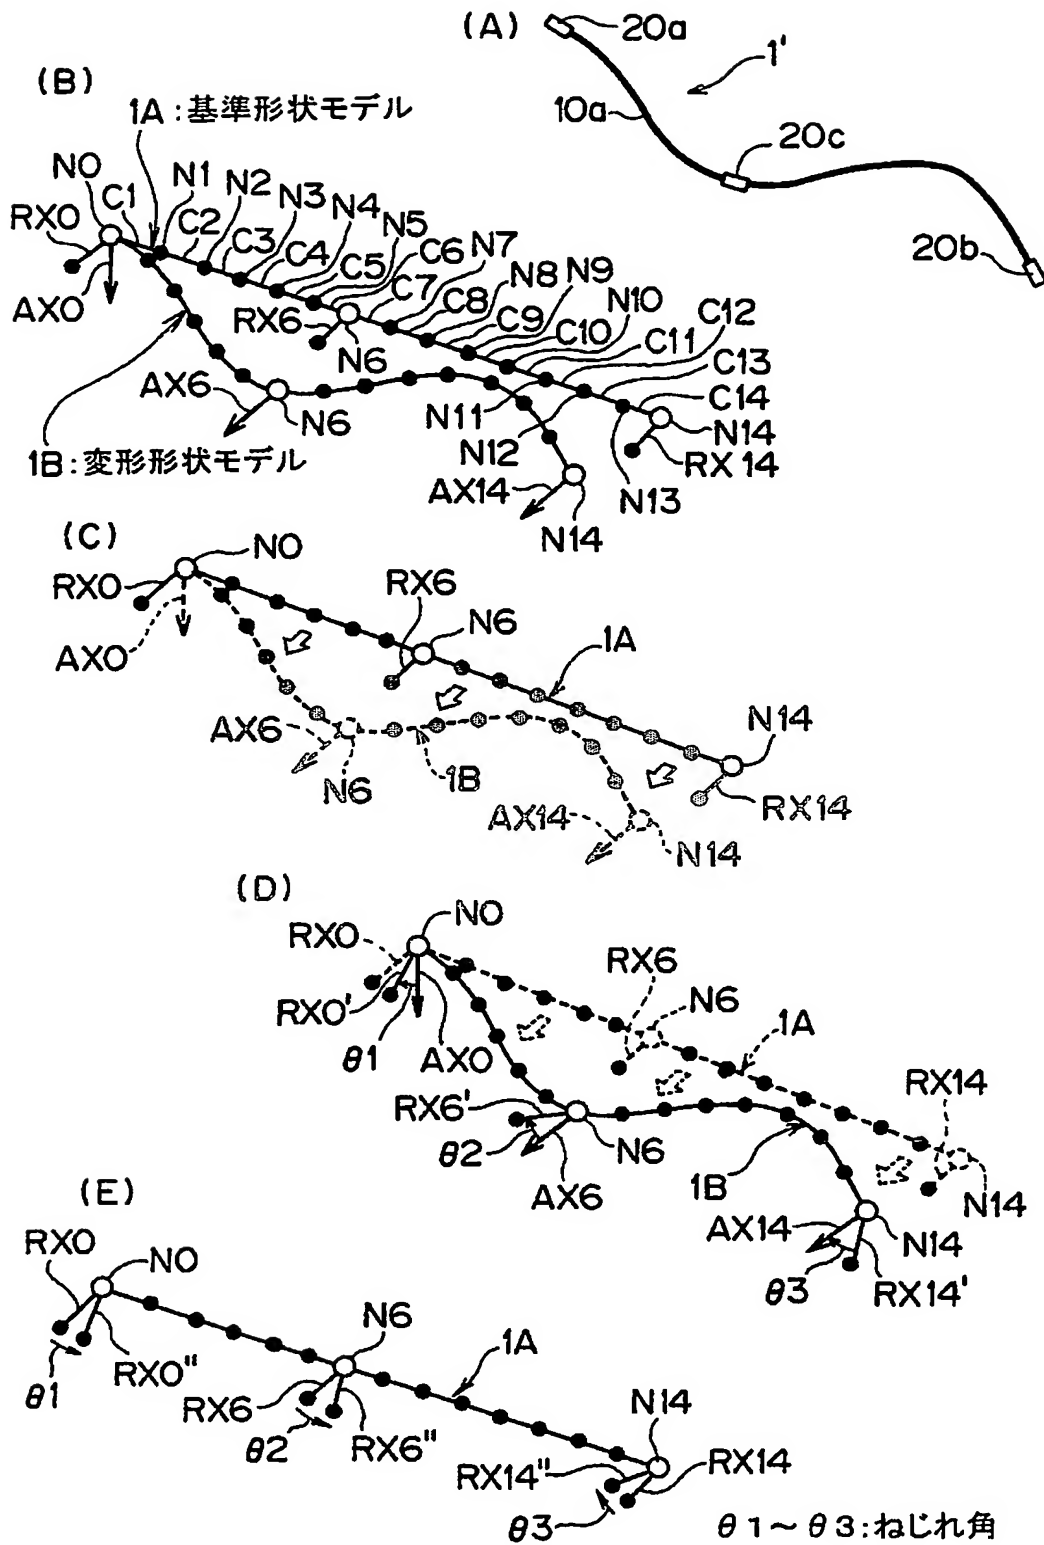 (A)
20a
1'
10a
20c
20b
(B)
1A:基準形状モデル
N0
C1
N1
C2
N2
C3
N3
C4
N4
C5
N5
C6
C7
N7
C8
N8
C9
N9
C10
N10
C11
C12
C13
C14
RX0
AX0
RX6
N6
AX6
N6
N11
N12
N13
N14
RX14
AX14
N14
1B:変形形状モデル
(C)
N0
RX0
AX0
RX6
N6
1A
N14
RX14
AX6
N6
1B
AX14
N14
(D)
N0
RX0
RX0'
θ1
AX0
RX6
N6
1A
RX14
N14
RX6'
θ2
AX6
N6
1B
AX14
N14
θ3
RX14'
(E)
RX0
N0
θ1
RX0"
N6
1A
RX6
θ2
RX6"
N14
RX14"
RX14
θ3
θ1~θ3:ねじれ角